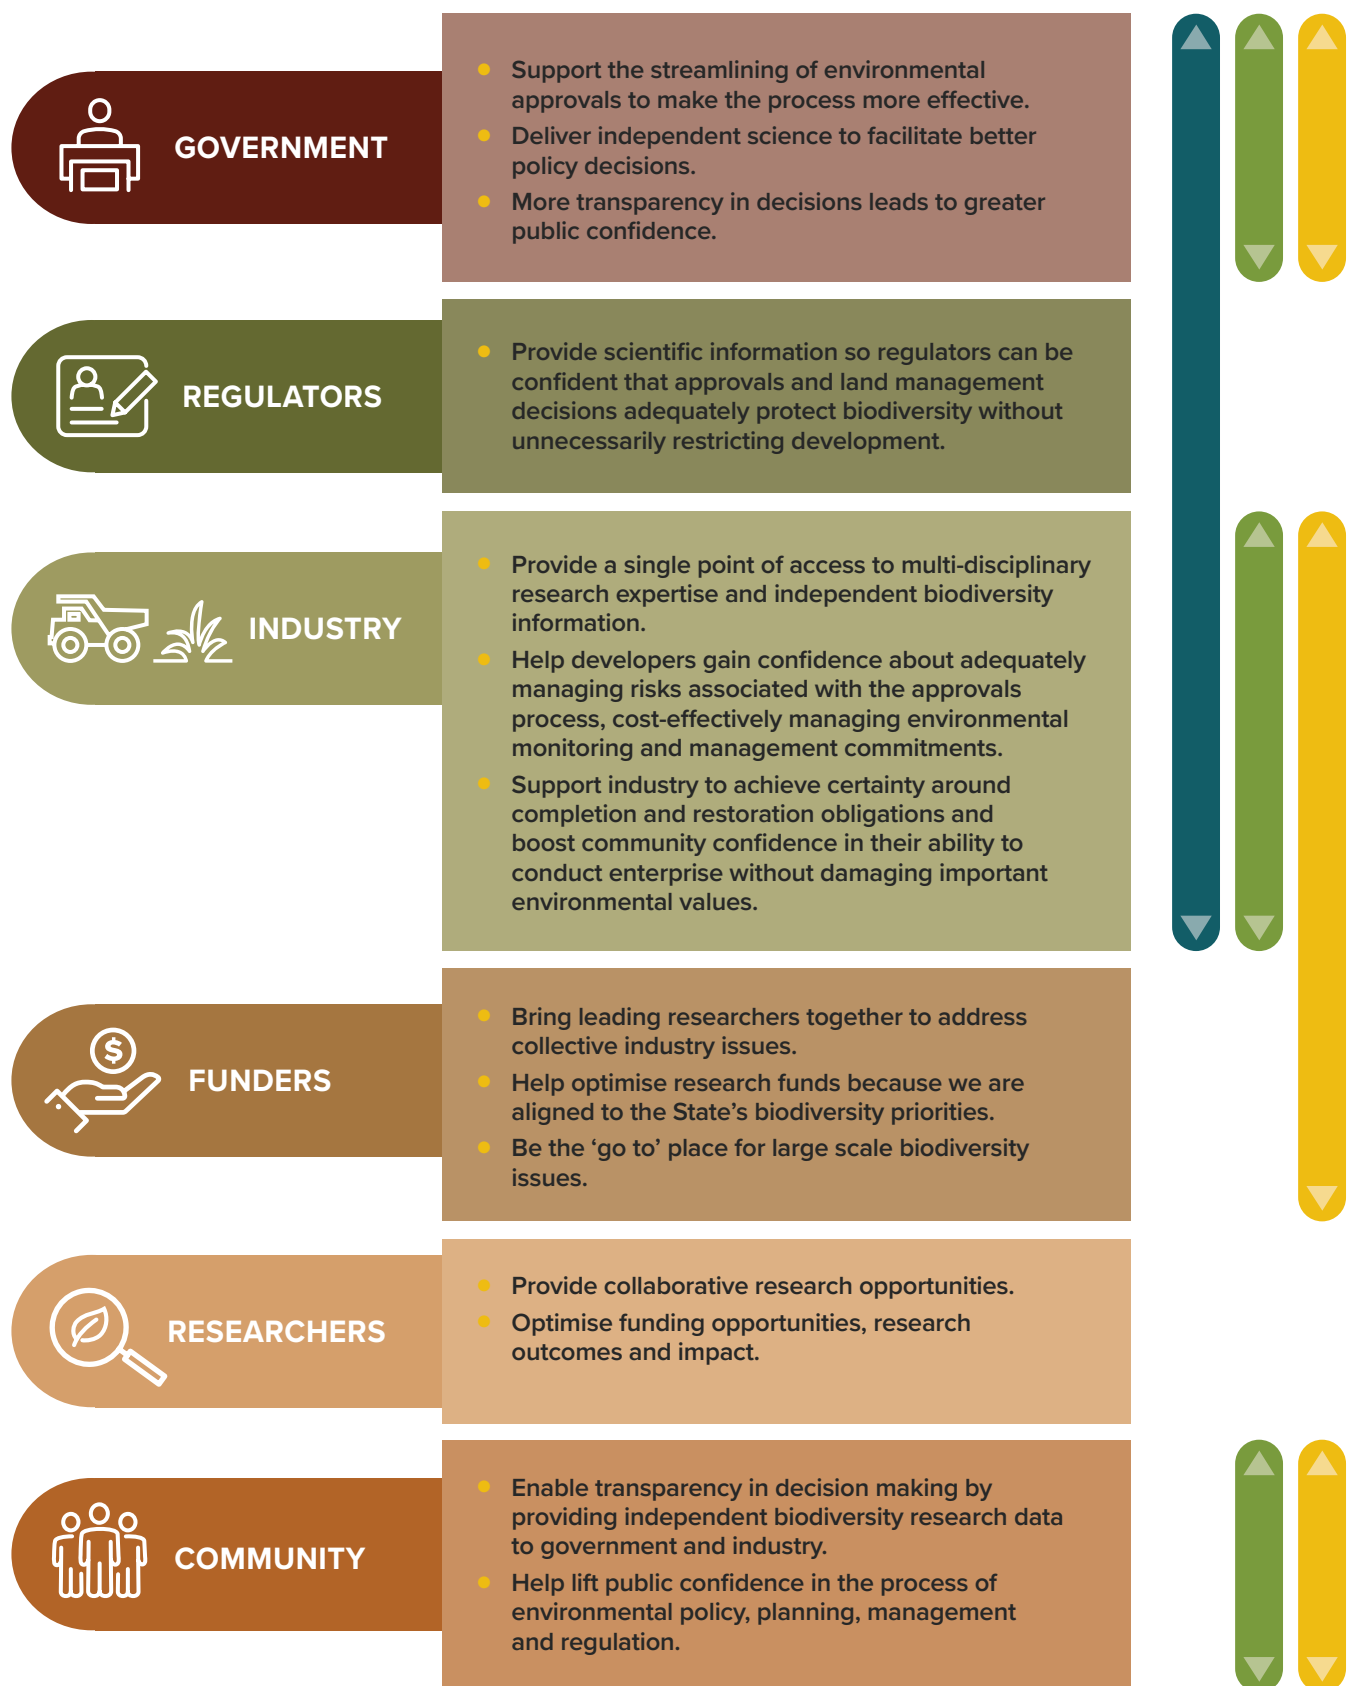 GOVERNMENT
Support the streamlining of environmental
approvals to make the process more effective.
Deliver independent science to facilitate better
policy decisions.
More transparency in decisions leads to greater
public confidence.
REGULATORS
Provide scientific information so regulators can be
confident that approvals and land management
decisions adequately protect biodiversity without
unnecessarily restricting development.
INDUSTRY
Provide a single point of access to multi-disciplinary
research expertise and independent biodiversity
information.
Help developers gain confidence about adequately
managing risks associated with the approvals
process, cost-effectively managing environmental
monitoring and management commitments.
Support industry to achieve certainty around
completion and restoration obligations and
boost community confidence in their ability to
conduct enterprise without damaging important
environmental values.
$
FUNDERS
Bring leading researchers together to address
collective industry issues.
Help optimise research funds because we are
aligned to the State’s biodiversity priorities.
Be the ‘go to’ place for large scale biodiversity
issues.
RESEARCHERS
Provide collaborative research opportunities.
Optimise funding opportunities, research
outcomes and impact.
COMMUNITY
Enable transparency in decision making by
providing independent biodiversity research data
to government and industry.
Help lift public confidence in the process of
environmental policy, planning, management
and regulation.